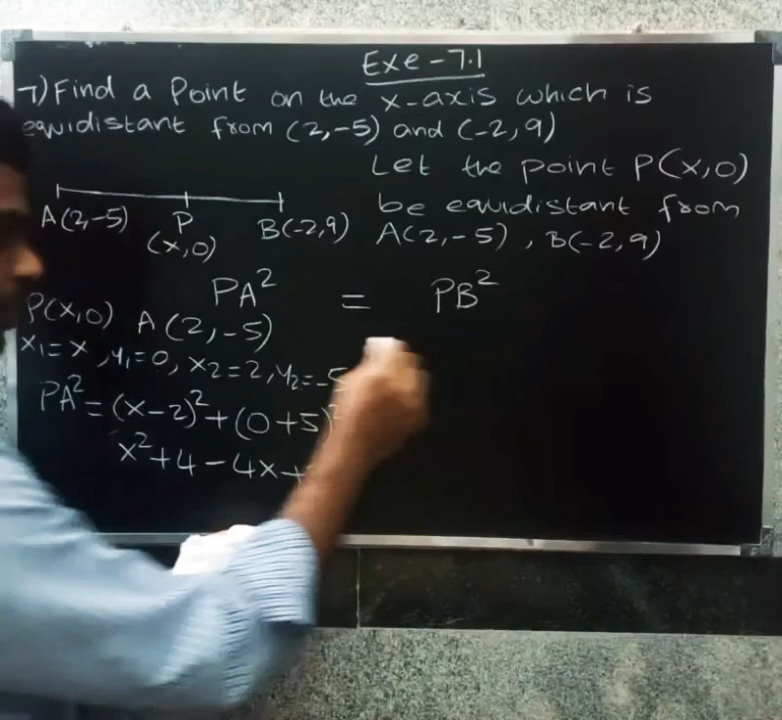 Exe-7.1
7) Find a Point on the x-axis which is
equidistant from (2,-5) and (-2,9)
Let the point P(x,0)
be equidistant from
A(2,-5), B(-2,9)
A(2,-5) P B(-2,9)
(x,0)
PA² = PB²
P(x,0) A(2,-5)
x₁=x, y₁=0, x₂=2, y₂=-5
PA²=(x-2)²+(0+5)²
x²+4-4x+